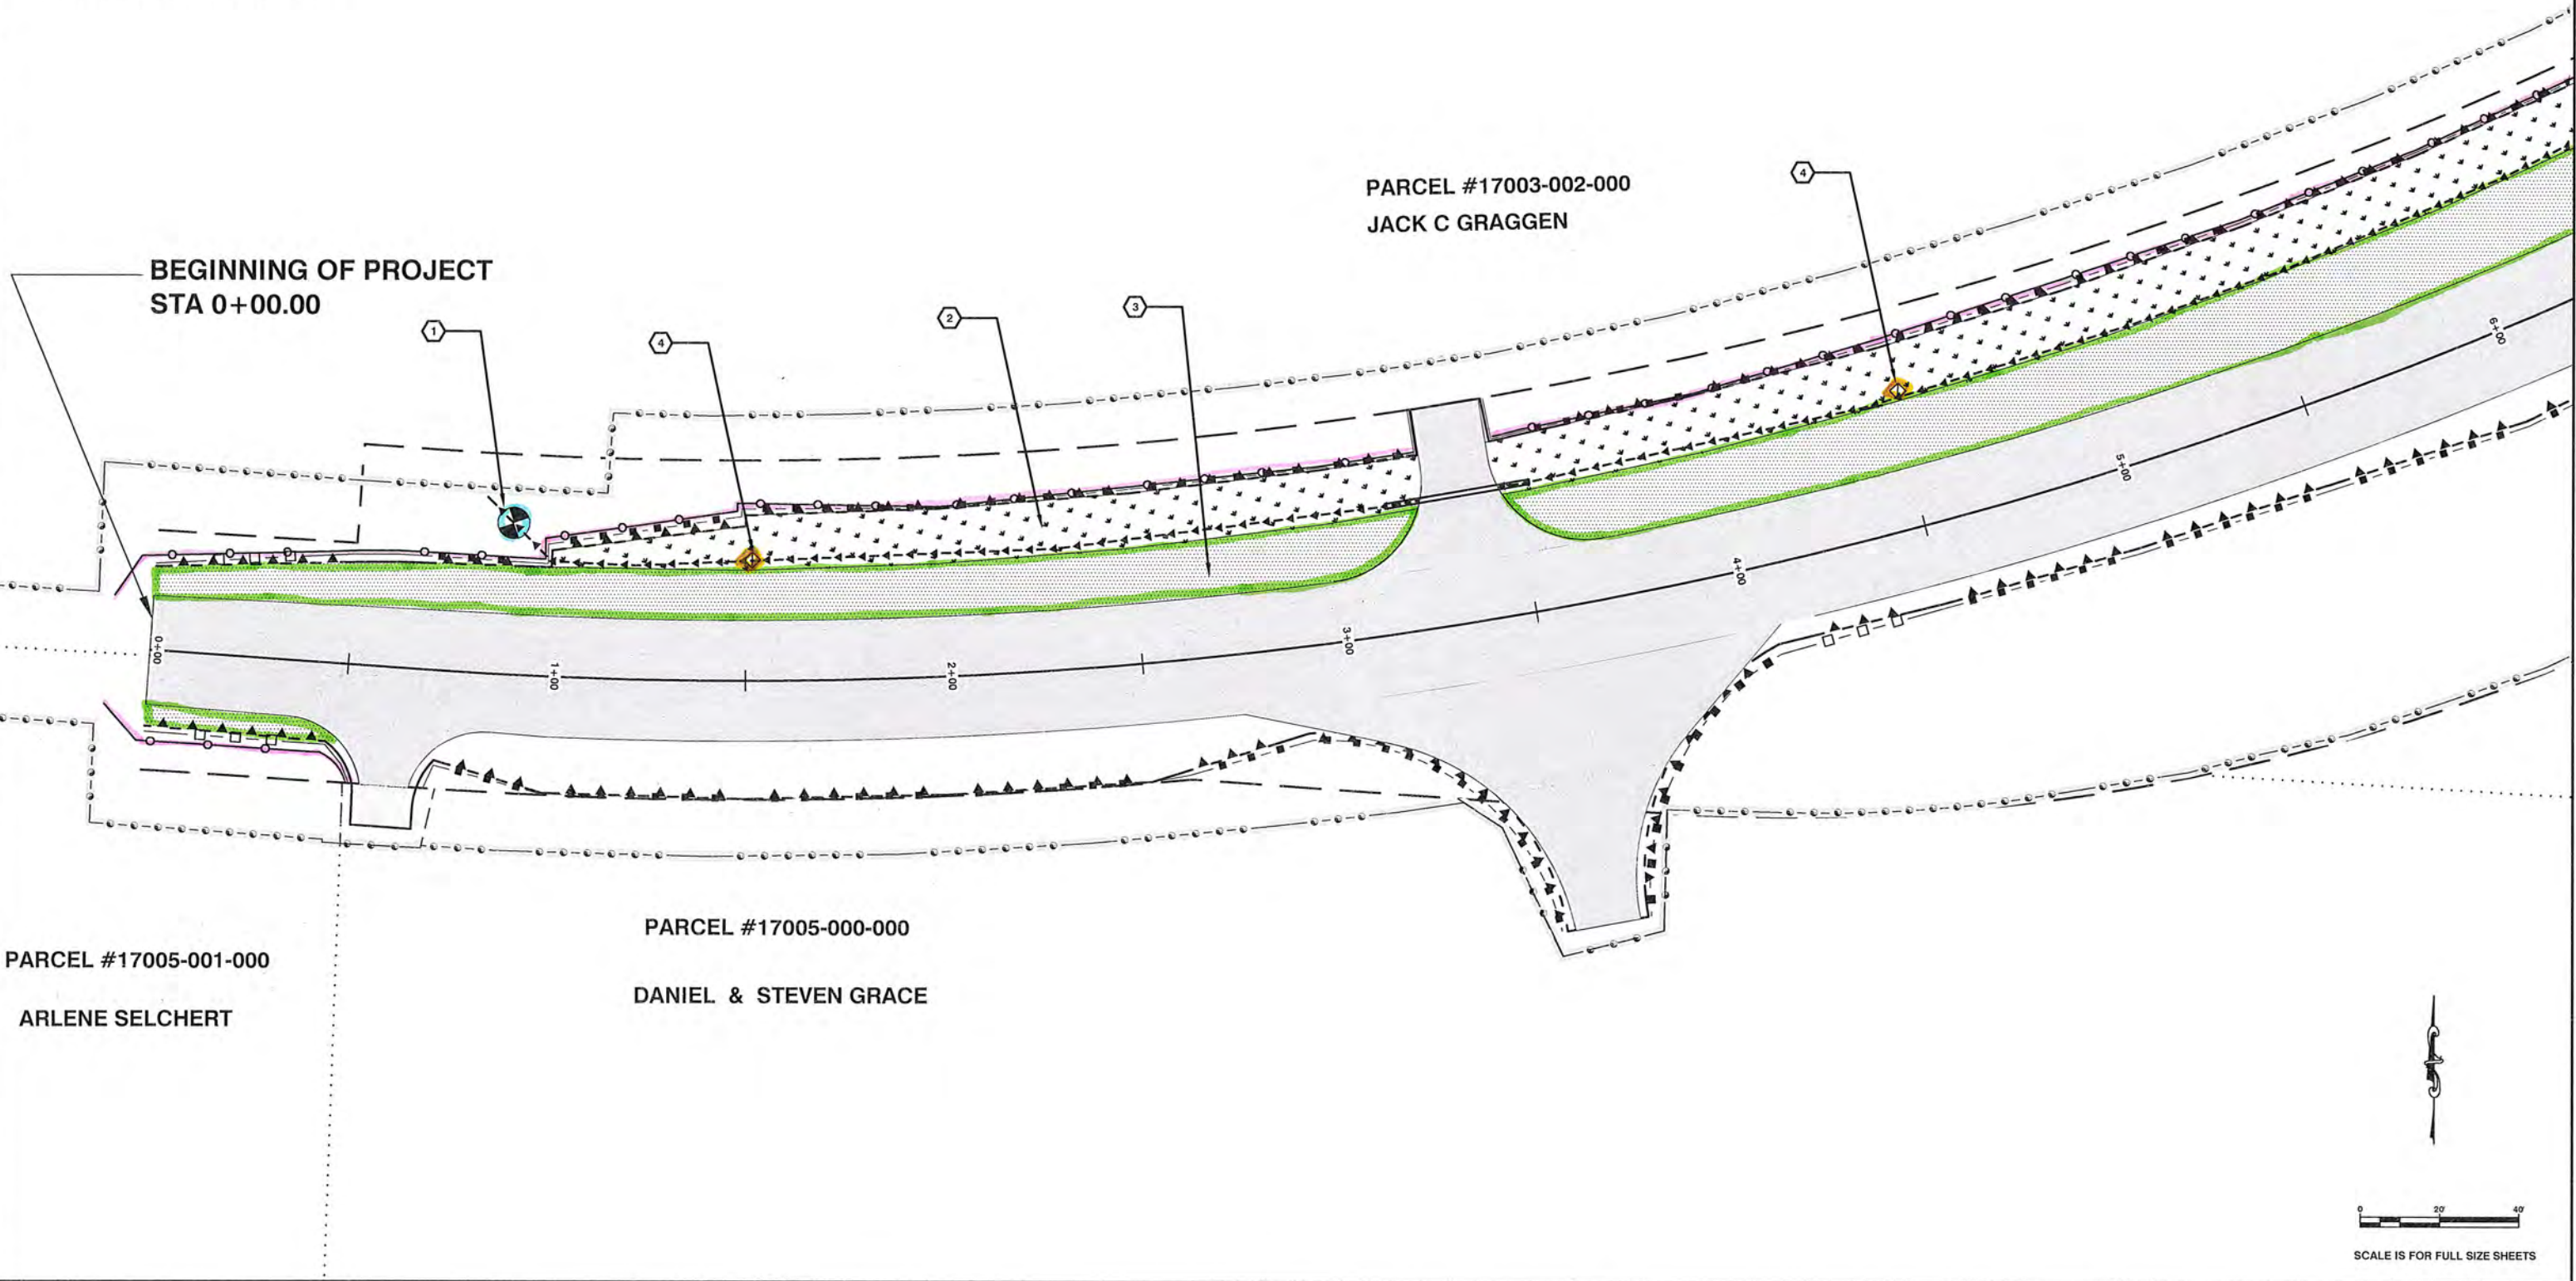 PARCEL #17003-002-000
JACK C GRAGGEN
4
BEGINNING OF PROJECT
STA 0+00.00
1
4
2
3
0+00
1+00
2+00
3+00
4+00
5+00
6+00
PARCEL #17005-000-000
DANIEL & STEVEN GRACE
PARCEL #17005-001-000
ARLENE SELCHERT
0 20' 40'
SCALE IS FOR FULL SIZE SHEETS